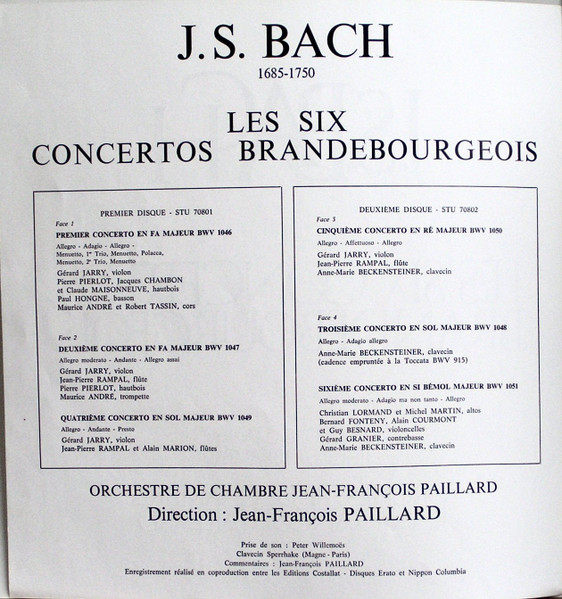 J.S. BACH
1685-1750
LES SIX
CONCERTOS BRANDEBOURGEOIS
PREMIER DISQUE - STU 70801
Face 1
PREMIER CONCERTO EN FA MAJEUR BWV 1046
Allegro - Adagio - Allegro -
Menuetto, 1er Trio, Menuetto, Polacca,
Menuetto, 2e Trio, Menuetto
Gérard JARRY, violon
Pierre PIERLOT, Jacques CHAMBON
et Claude MAISONNEUVE, hautbois
Paul HONGNE, basson
Maurice ANDRÉ et Robert TASSIN, cors
Face 2
DEUXIÈME CONCERTO EN FA MAJEUR BWV 1047
Allegro moderato - Andante - Allegro assai
Gérard JARRY, violon
Jean-Pierre RAMPAL, flûte
Pierre PIERLOT, hautbois
Maurice ANDRÉ, trompette
QUATRIÈME CONCERTO EN SOL MAJEUR BWV 1049
Allegro - Andante - Presto
Gérard JARRY, violon
Jean-Pierre RAMPAL et Alain MARION, flûtes
DEUXIÈME DISQUE - STU 70802
Face 3
CINQUIÈME CONCERTO EN RÉ MAJEUR BWV 1050
Allegro - Affettuoso - Allegro
Gérard JARRY, violon
Jean-Pierre RAMPAL, flûte
Anne-Marie BECKENSTEINER, clavecin
Face 4
TROISIÈME CONCERTO EN SOL MAJEUR BWV 1048
Allegro - Adagio allegro
Anne-Marie BECKENSTEINER, clavecin
(cadence empruntée à la Toccata BWV 915)
SIXIÈME CONCERTO EN SI BÉMOL MAJEUR BWV 1051
Allegro moderato - Adagio ma non tanto - Allegro
Christian LORMAND et Michel MARTIN, altos
Bernard FONTENY, Alain COURMONT
et Guy BESNARD, violoncelles
Gérard GRANIER, contrebasse
Anne-Marie BECKENSTEINER, clavecin
ORCHESTRE DE CHAMBRE JEAN-FRANÇOIS PAILLARD
Direction : Jean-François PAILLARD
Prise de son : Peter Willemoës
Clavecin Sperrhake (Magne - Paris)
Commentaires : Jean-François PAILLARD
Enregistrement réalisé en coproduction entre les Editions Costallat - Disques Erato et Nippon Columbia